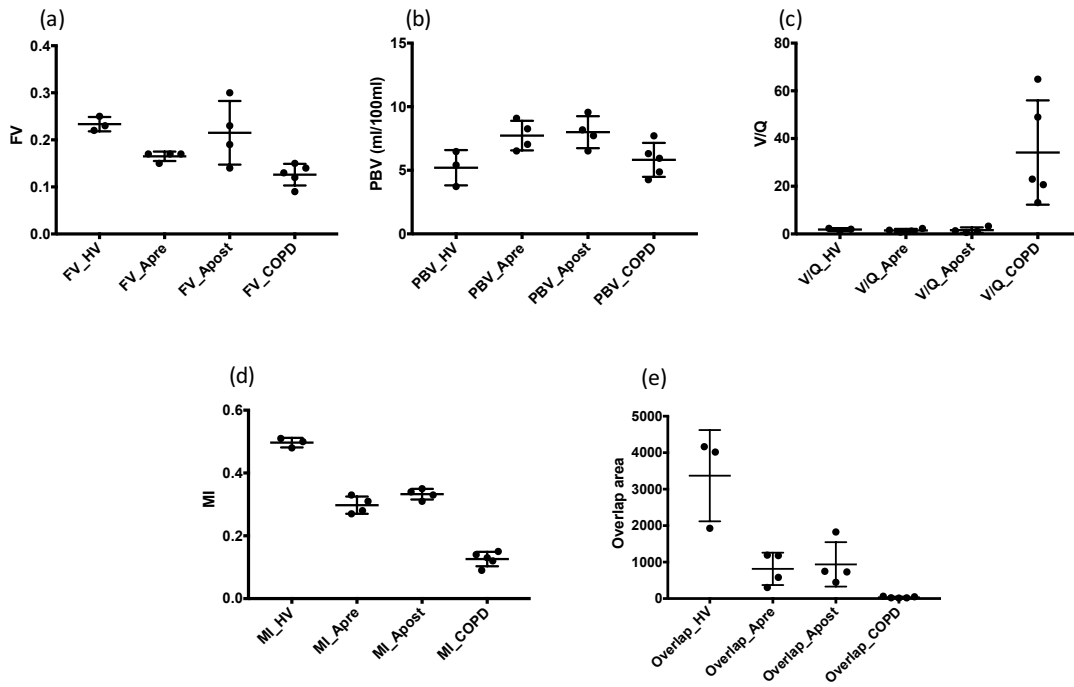 (a)
FV
0.4
0.3
0.2
0.1
0.0
FV_HV
FV_Apre
FV_Apost
FV_COPD
(b)
PBV (ml/100ml)
15
10
5
0
PBV_HV
PBV_Apre
PBV_Apost
PBV_COPD
(c)
V/Q
80
60
40
20
0
V/Q_HV
V/Q_Apre
V/Q_Apost
V/Q_COPD
(d)
MI
0.6
0.4
0.2
0.0
MI_HV
MI_Apre
MI_Apost
MI_COPD
(e)
Overlap area
5000
4000
3000
2000
1000
0
Overlap_HV
Overlap_Apre
Overlap_Apost
Overlap_COPD